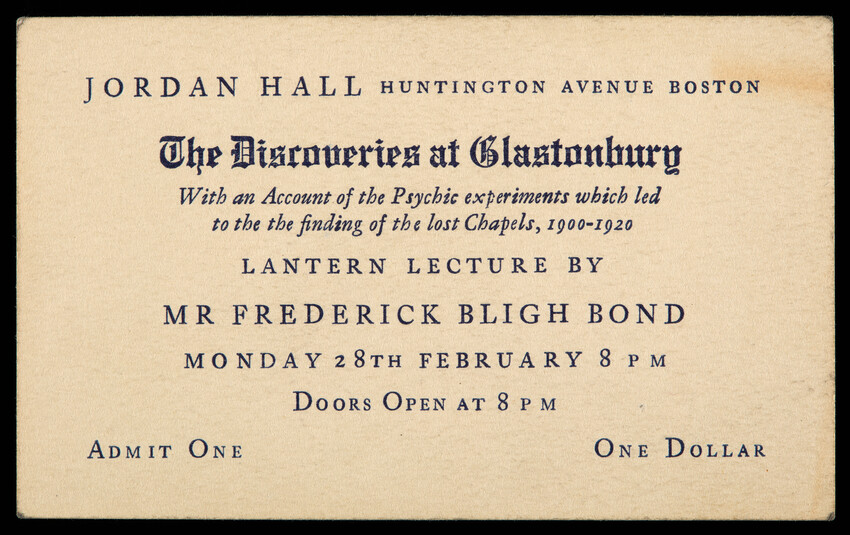 JORDAN HALL HUNTINGTON AVENUE BOSTON
The Discoveries at Glastonbury
With an Account of the Psychic experiments which led
to the the finding of the lost Chapels, 1900-1920
LANTERN LECTURE BY
MR FREDERICK BLIGH BOND
MONDAY 28TH FEBRUARY 8 PM
DOORS OPEN AT 8 PM
ADMIT ONE ONE DOLLAR